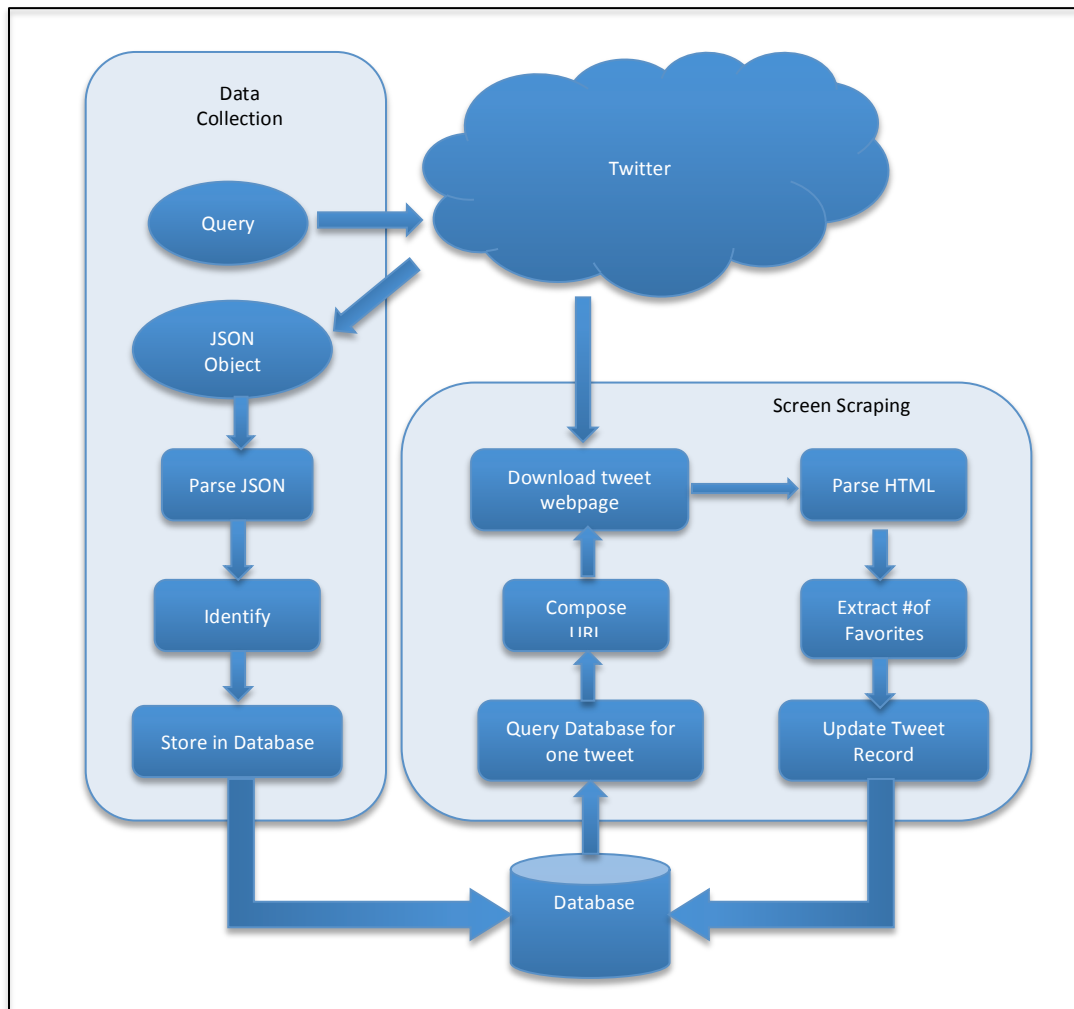 Data
Collection
Twitter
Query
JSON
Object
Screen Scraping
Parse JSON
Download tweet
webpage
Parse HTML
Identify
Compose
URL
Extract #of
Favorites
Store in Database
Query Database for
one tweet
Update Tweet
Record
Database